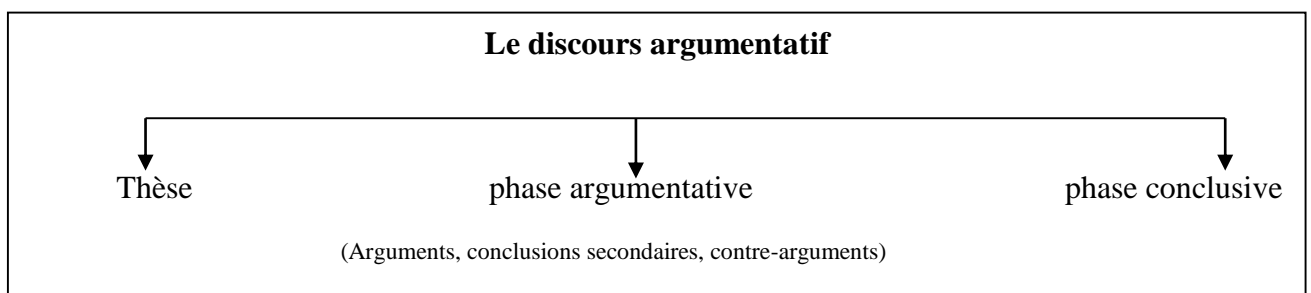 Le discours argumentatif
Thèse phase argumentative phase conclusive
(Arguments, conclusions secondaires, contre-arguments)